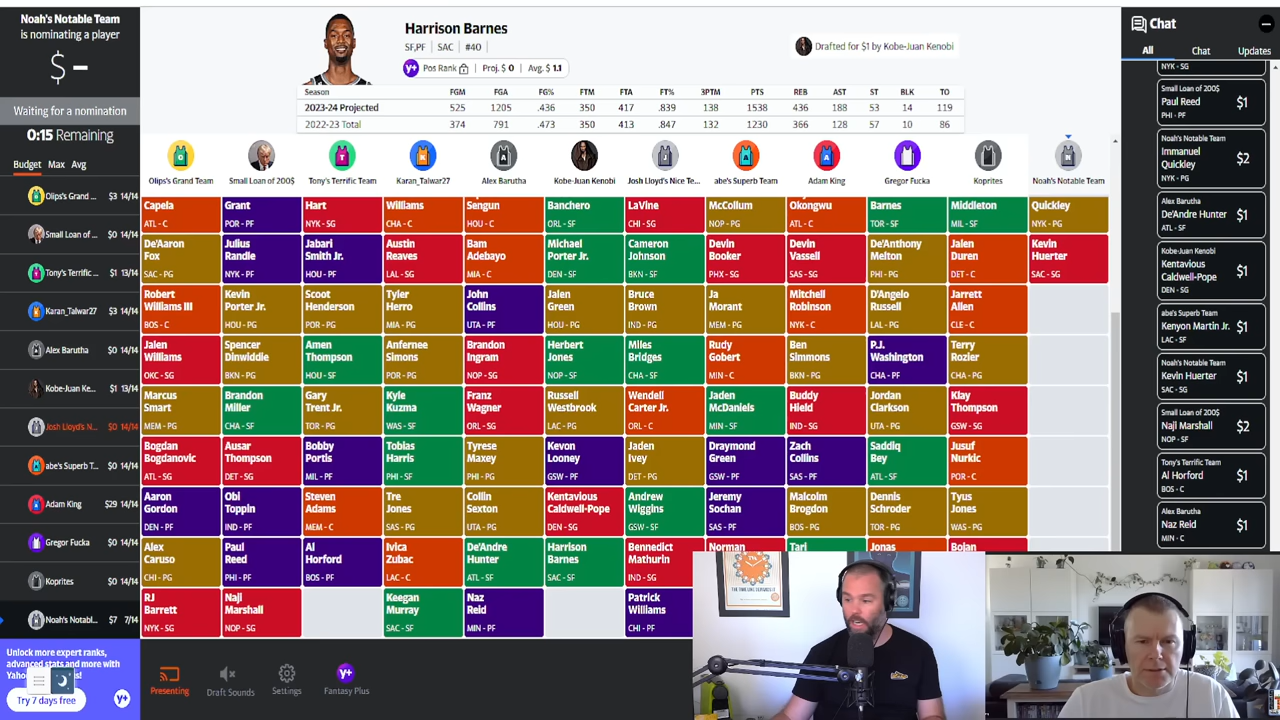 Noah's Notable Team
is nominating a player
$ –
Waiting for a nomination
0:15 Remaining
Budget Max Avg
Olips's Grand ... $3 14/14
Small Loan of ... $0 14/14
Tony's Terrific ... $1 13/14
Karan_Talwar27 $3 14/14
Alex Barutha $0 14/14
Kobe-Juan Ke... $1 13/14
Josh Lloyd's N... $0 14/14
abe's Superb T... $0 14/14
Adam King $29 14/14
Gregor Fucka $0 14/14
Koprites $0 14/14
Noah's Notabl... $7 7/14
Unlock more expert ranks,
advanced stats and more with
Try 7 days free
y+
Harrison Barnes
SF,PF SAC #40
y+ Pos Rank Proj. $ 0 Avg. $ 1.1
Drafted for $1 by Kobe-Juan Kenobi
Season FGM FGA FG% FTM FTA FT% 3PTM PTS REB AST ST BLK TO
2023-24 Projected 525 1205 .436 350 417 .839 138 1538 436 188 53 14 119
2022-23 Total 374 791 .473 350 413 .847 132 1230 366 128 57 10 86
O T K A J A A K N
Olips's Grand Team Small Loan of 200$ Tony's Terrific Team Karan_Talwar27 Alex Barutha Kobe-Juan Kenobi Josh Lloyd's Nice Te... abe's Superb Team Adam King Gregor Fucka Koprites Noah's Notable Team
Capela Grant Hart Williams Sengun Banchero LaVine McCollum Okongwu Barnes Middleton Quickley
ATL - C POR - PF NYK - SG CHA - C HOU - C ORL - SF CHI - SG NOP - PG ATL - C TOR - SF MIL - SF NYK - PG
De'Aaron Julius Jabari Austin Bam Michael Cameron Devin Devin De'Anthony Jalen Kevin
Fox Randle Smith Jr. Reaves Adebayo Porter Jr. Johnson Booker Vassell Melton Duren Huerter
SAC - PG NYK - PF HOU - PF LAL - SG MIA - C DEN - SF BKN - SF PHX - SG SAS - SG PHI - PG DET - C SAC - SG
Robert Kevin Scoot Tyler John Jalen Bruce Ja Mitchell D'Angelo Jarrett
Williams III Porter Jr. Henderson Herro Collins Green Brown Morant Robinson Russell Allen
BOS - C HOU - PG POR - PG MIA - PG UTA - PF HOU - PG IND - PG MEM - PG NYK - C LAL - PG CLE - C
Jalen Spencer Amen Anfernee Brandon Herbert Miles Rudy Ben P.J. Terry
Williams Dinwiddie Thompson Simons Ingram Jones Bridges Gobert Simmons Washington Rozier
OKC - SG BKN - PG HOU - SF POR - PG NOP - SG NOP - SF CHA - SF MIN - C BKN - PG CHA - PF CHA - PG
Marcus Brandon Gary Kyle Franz Russell Wendell Jaden Buddy Jordan Klay
Smart Miller Trent Jr. Kuzma Wagner Westbrook Carter Jr. McDaniels Hield Clarkson Thompson
MEM - PG CHA - SF TOR - PG WAS - SF ORL - SG LAC - PG ORL - C MIN - SF IND - SG UTA - PG GSW - SG
Bogdan Ausar Bobby Tobias Tyrese Kevon Jaden Draymond Zach Saddiq Jusuf
Bogdanovic Thompson Portis Harris Maxey Looney Ivey Green Collins Bey Nurkic
ATL - SG DET - SG MIL - PF PHI - SF PHI - PG GSW - PF DET - PG GSW - PF SAS - PF ATL - SF POR - C
Aaron Obi Steven Tre Collin Kentavious Andrew Jeremy Malcolm Dennis Tyus
Gordon Toppin Adams Jones Sexton Caldwell-Pope Wiggins Sochan Brogdon Schroder Jones
DEN - PF IND - PF MEM - C SAS - PG UTA - PG DEN - SG GSW - SF SAS - PF BOS - PG TOR - PG WAS - PG
Alex Paul Al Ivica De'Andre Harrison Bennedict Norman Tari Jonas Bojan
Caruso Reed Horford Zubac Hunter Barnes Mathurin
CHI - PG PHI - PF BOS - PF LAC - C ATL - SF SAC - SF IND - SG
RJ Naji Keegan Naz Patrick
Barrett Marshall Murray Reid Williams
NYK - SG NOP - SG SAC - SF MIN - PF CHI - PF
Presenting Draft Sounds Settings Fantasy Plus
Chat
All Chat Updates
NYK - SG
Small Loan of 200$
Paul Reed $1
PHI - PF
Noah's Notable Team
Immanuel
Quickley $2
NYK - PG
Alex Barutha
De'Andre Hunter $1
ATL - SF
Kobe-Juan Kenobi
Kentavious
Caldwell-Pope $1
DEN - SG
abe's Superb Team
Kenyon Martin Jr. $1
LAC - SF
Noah's Notable Team
Kevin Huerter $1
SAC - SG
Small Loan of 200$
Naji Marshall $2
NOP - SF
Tony's Terrific Team
Al Horford $1
BOS - C
Alex Barutha
Naz Reid $1
MIN - C